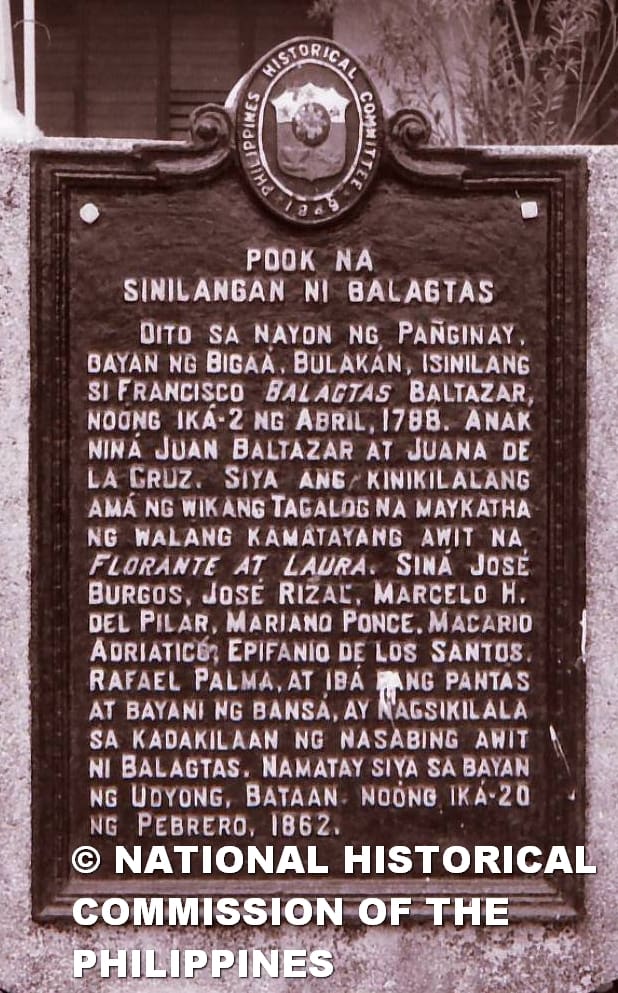 PHILIPPINES HISTORICAL COMMITTEE
POOK NA
SINILANGAN NI BALAGTAS
DITO SA NAYON NG PAÑGINAY,
BAYAN NG BIGAÁ, BULAKÁN, ISINILANG
SI FRANCISCO BALAGTAS BALTAZAR,
NOÓNG IKÁ-2 NG ABRIL, 1788. ANAK
NINÁ JUAN BALTAZAR AT JUANA DE
LA CRUZ. SIYA ANG KINIKILALANG
AMÁ NG WIKANG TAGALOG NA MAYKATHA
NG WALANG KAMATAYANG AWIT NA
FLORANTE AT LAURA. SINÁ JOSÉ
BURGOS, JOSÉ RIZAL, MARCELO H.
DEL PILAR, MARIANO PONCE, MACARIO
ADRIATICO, EPIFANIO DE LOS SANTOS,
RAFAEL PALMA, AT IBÁ PANG PANTAS
AT BAYANI NG BANSÁ, AY NAGSIKILALA
SA KADAKILAAN NG NASABING AWIT
NI BALAGTAS. NAMATAY SIYA SA BAYAN
NG UDYONG, BATAAN NOÓNG IKÁ-20
NG PEBRERO, 1862.
© NATIONAL HISTORICAL
COMMISSION OF THE
PHILIPPINES